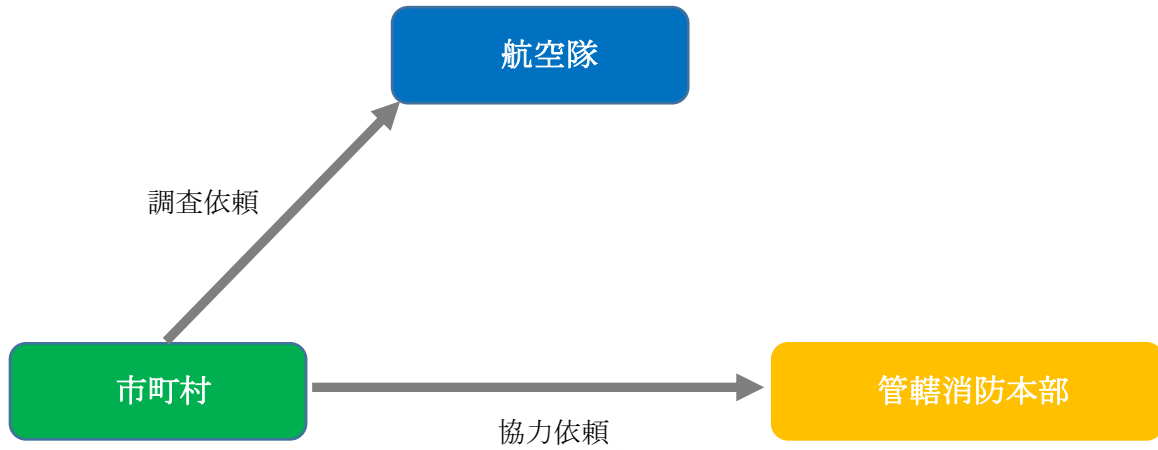 航空隊
調査依頼
市町村
管轄消防本部
協力依頼